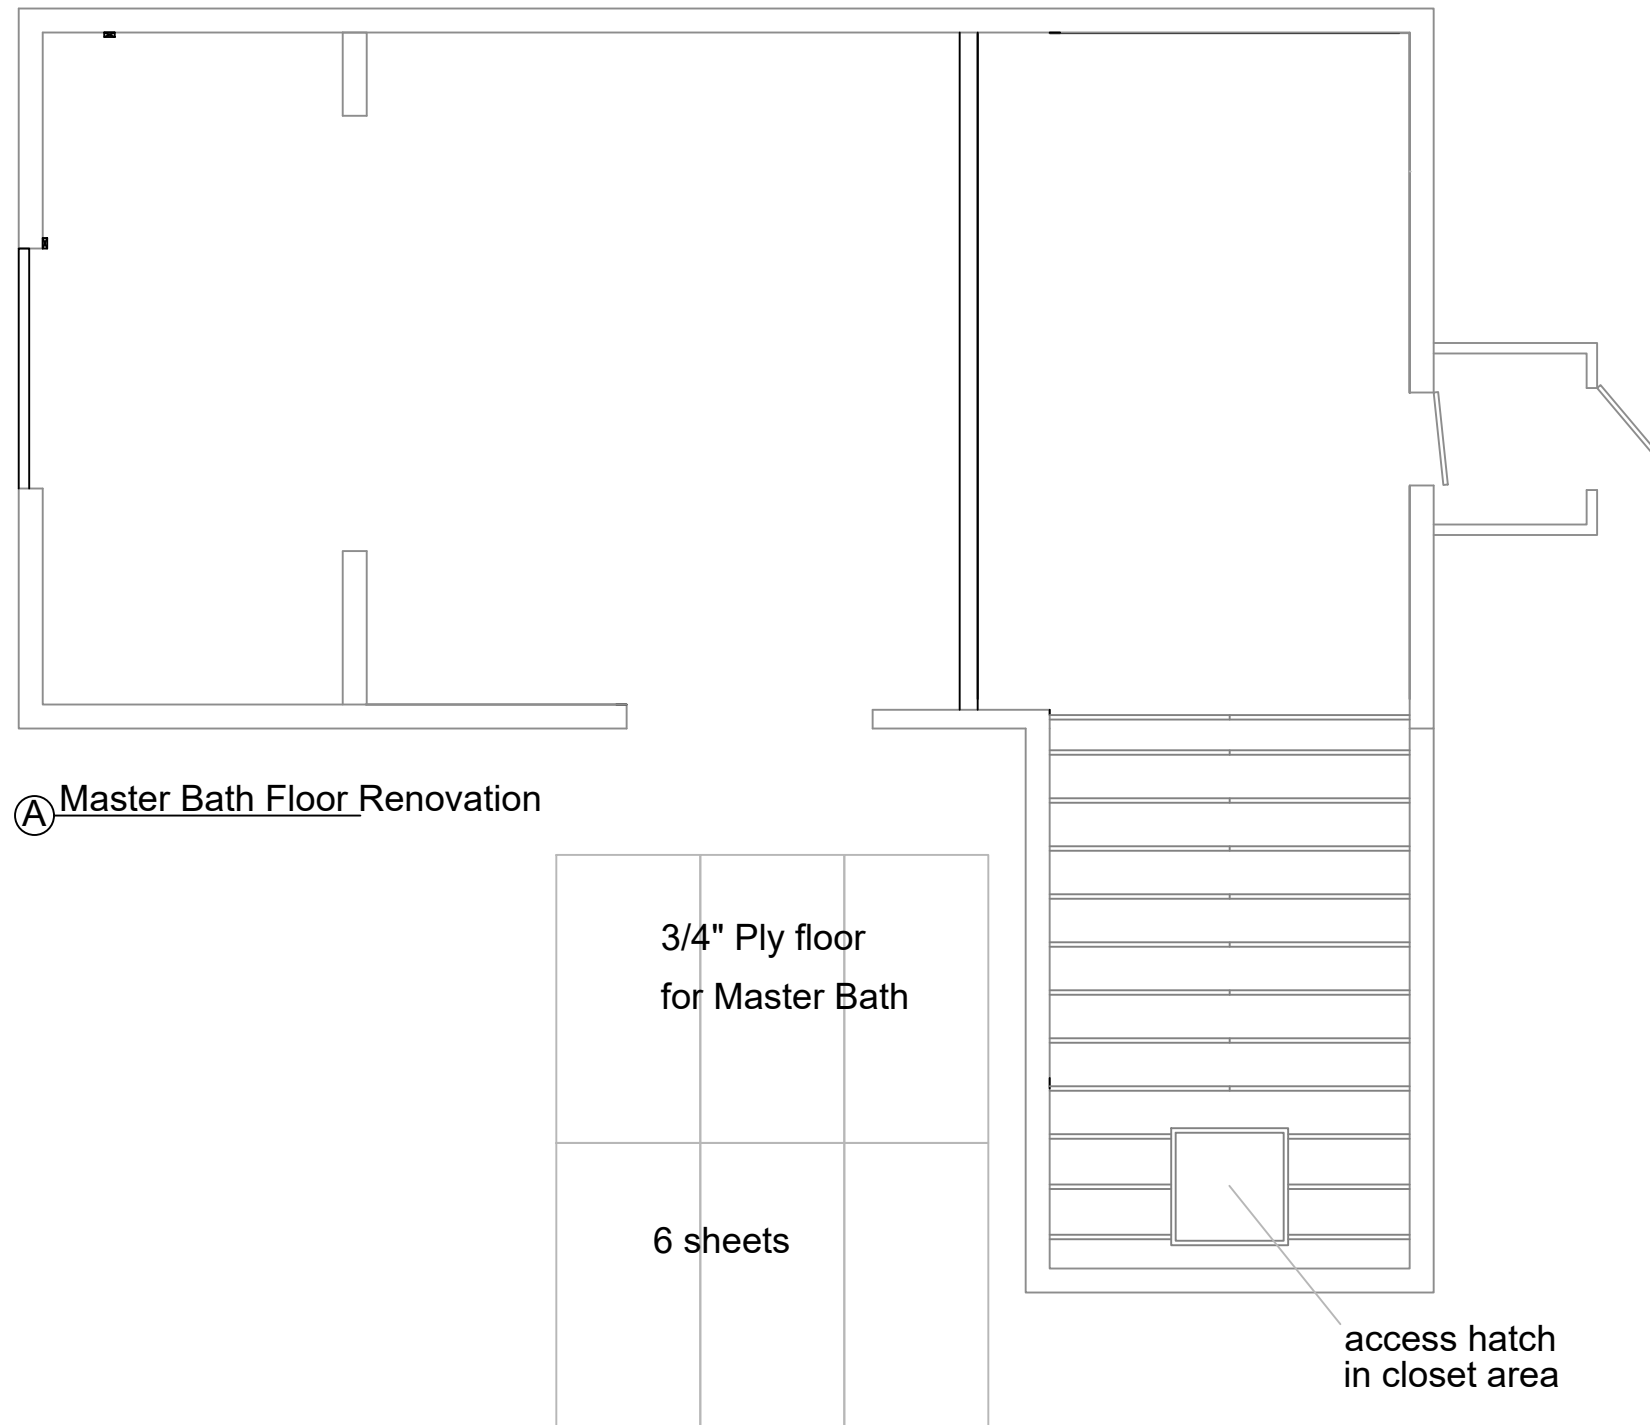 A Master Bath Floor Renovation
3/4" Ply floor
for Master Bath
6 sheets
access hatch
in closet area